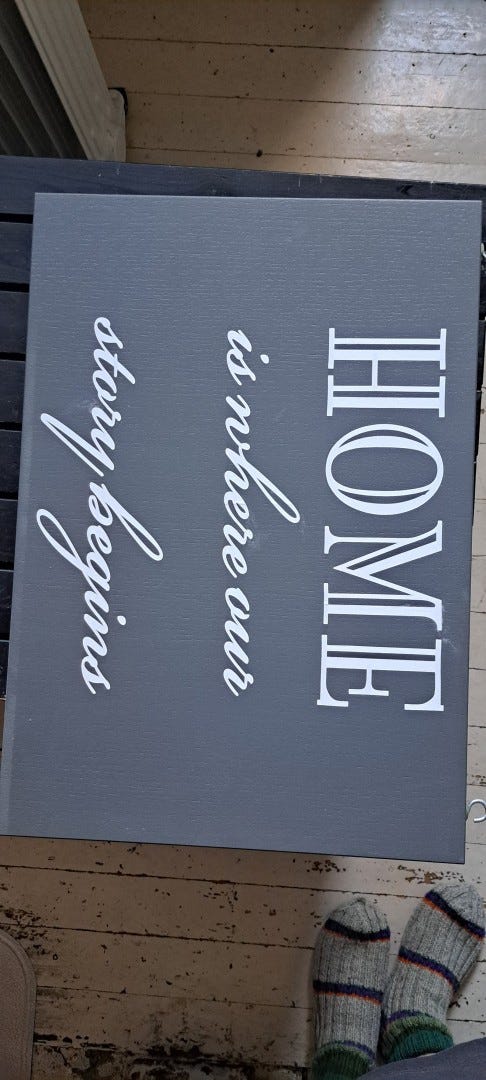 HOME
is where our
story begins